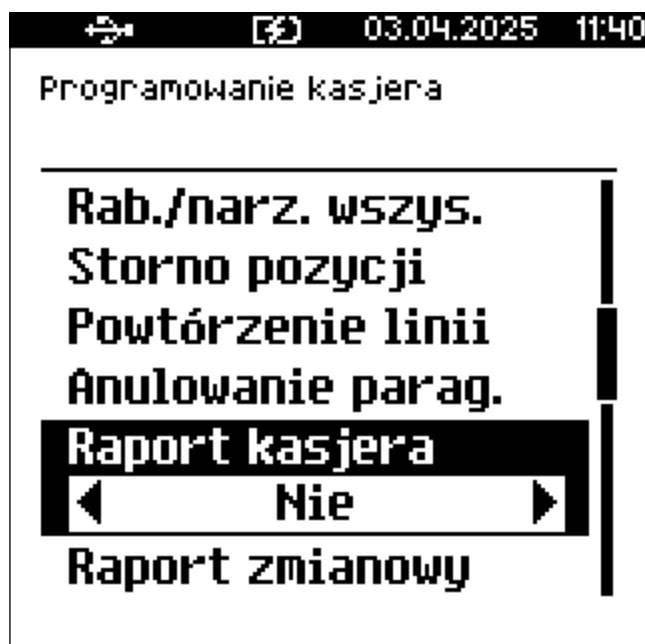 03.04.2025 11:40
Programowanie kasjera
Rab./narz. wszys.
Storno pozycji
Powtórzenie linii
Anulowanie parag.
Raport kasjera
Nie
Raport zmianowy